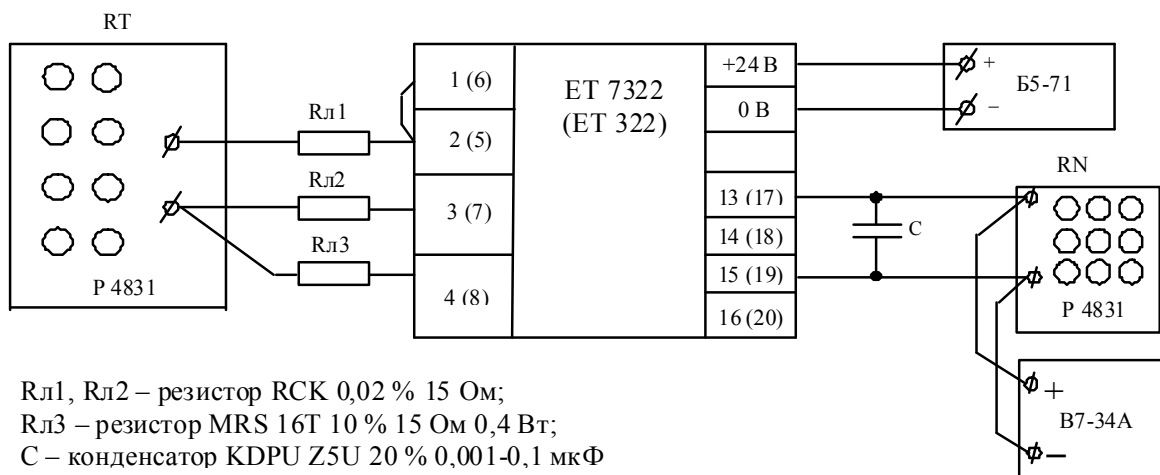 RT
P 4831
Rл1
Rл2
Rл3
1 (6)
2 (5)
3 (7)
4 (8)
ET 7322
(ET 322)
+24 В
0 В
13 (17)
14 (18)
15 (19)
16 (20)
C
+
−
Б5-71
RN
P 4831
+
−
В7-34А
Rл1, Rл2 – резистор RCK 0,02 % 15 Ом;
Rл3 – резистор MRS 16T 10 % 15 Ом 0,4 Вт;
C – конденсатор KDPU Z5U 20 % 0,001-0,1 мкФ